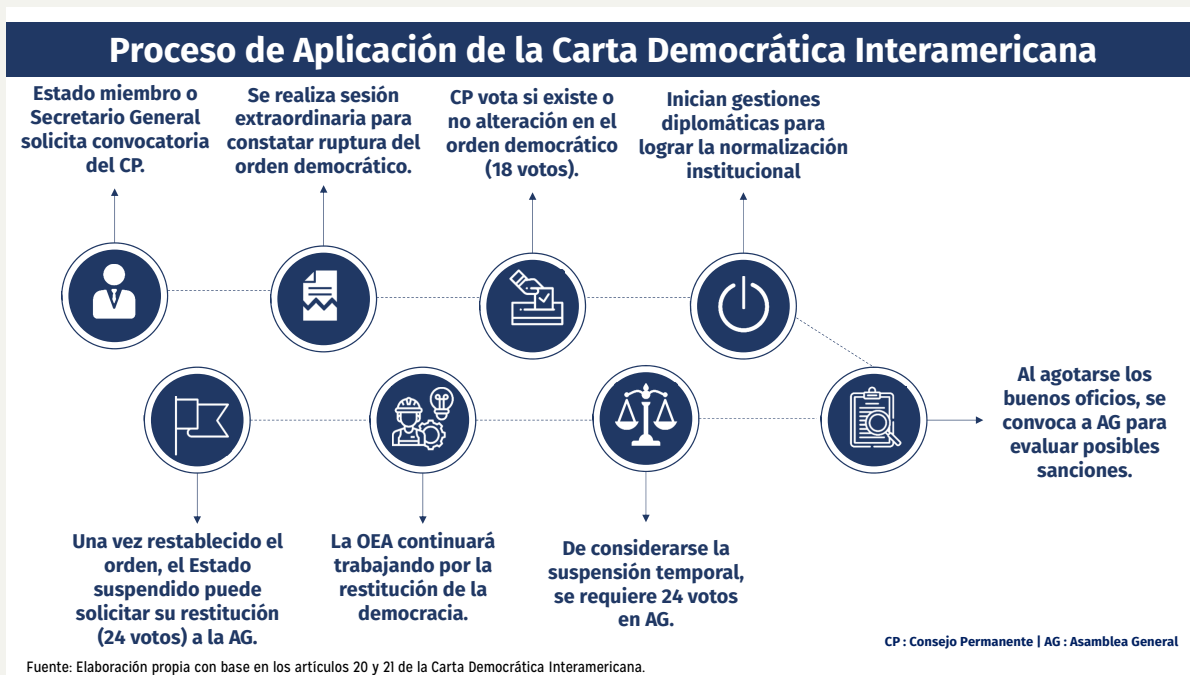 Proceso de Aplicación de la Carta Democrática Interamericana
Estado miembro o
Secretario General
solicita convocatoria
del CP.
Se realiza sesión
extraordinaria para
constatar ruptura del
orden democrático.
CP vota si existe o
no alteración en el
orden democrático
(18 votos).
Inician gestiones
diplomáticas para
lograr la normalización
institucional
Al agotarse los
buenos oficios, se
convoca a AG para
evaluar posibles
sanciones.
De considerarse la
suspensión temporal,
se requiere 24 votos
en AG.
La OEA continuará
trabajando por la
restitución de la
democracia.
Una vez restablecido el
orden, el Estado
suspendido puede
solicitar su restitución
(24 votos) a la AG.
CP : Consejo Permanente | AG : Asamblea General
Fuente: Elaboración propia con base en los artículos 20 y 21 de la Carta Democrática Interamericana.